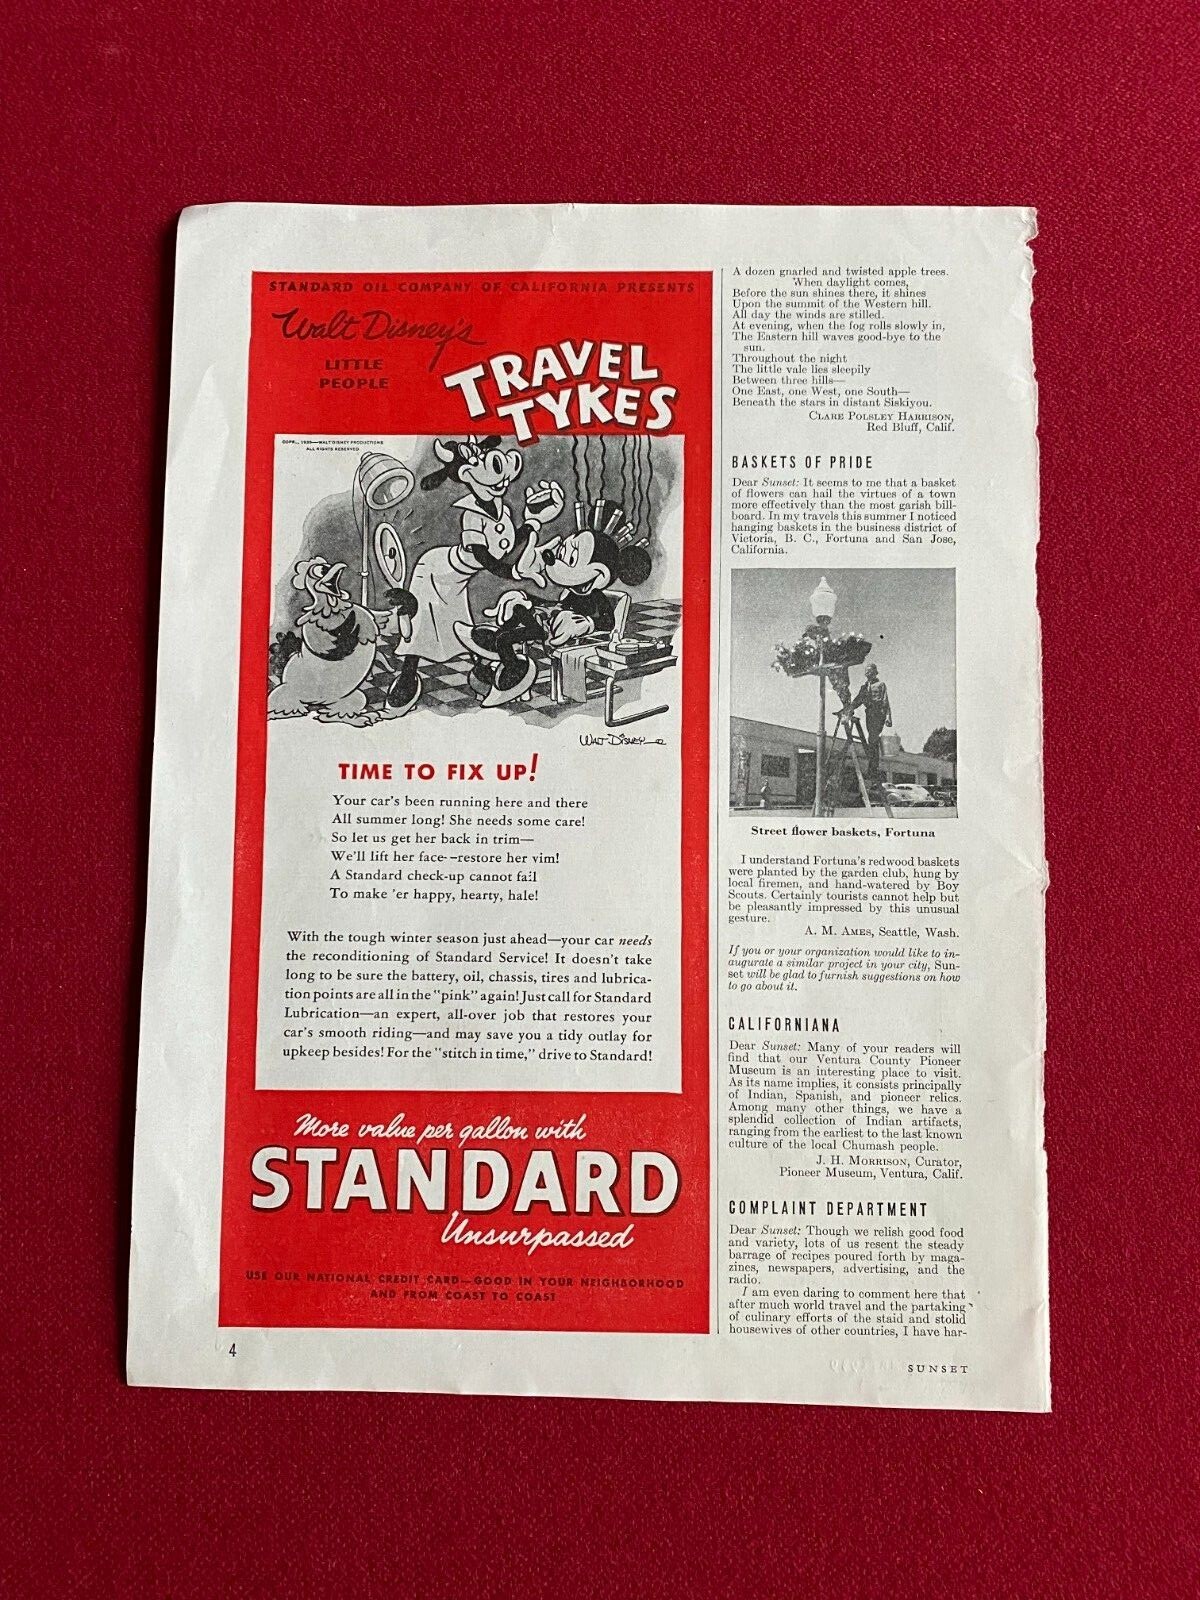 STANDARD OIL COMPANY OF CALIFORNIA PRESENTS
Walt Disney's
LITTLE
PEOPLE
TRAVEL
TYKES
COPR., 1939—WALT DISNEY PRODUCTIONS
ALL RIGHTS RESERVED
WALT DISNEY
TIME TO FIX UP!
Your car's been running here and there
All summer long! She needs some care!
So let us get her back in trim—
We'll lift her face--restore her vim!
A Standard check-up cannot fail
To make 'er happy, hearty, hale!
With the tough winter season just ahead—your car needs
the reconditioning of Standard Service! It doesn't take
long to be sure the battery, oil, chassis, tires and lubrica-
tion points are all in the "pink" again! Just call for Standard
Lubrication—an expert, all-over job that restores your
car's smooth riding—and may save you a tidy outlay for
upkeep besides! For the "stitch in time," drive to Standard!
More value per gallon with
STANDARD
Unsurpassed
USE OUR NATIONAL CREDIT CARD—GOOD IN YOUR NEIGHBORHOOD
AND FROM COAST TO COAST
4
A dozen gnarled and twisted apple trees.
When daylight comes,
Before the sun shines there, it shines
Upon the summit of the Western hill.
All day the winds are stilled.
At evening, when the fog rolls slowly in,
The Eastern hill waves good-bye to the
sun.
Throughout the night
The little vale lies sleepily
Between three hills—
One East, one West, one South—
Beneath the stars in distant Siskiyou.
CLARE POLSLEY HARRISON,
Red Bluff, Calif.
BASKETS OF PRIDE
Dear Sunset: It seems to me that a basket
of flowers can hail the virtues of a town
more effectively than the most garish bill-
board. In my travels this summer I noticed
hanging baskets in the business district of
Victoria, B. C., Fortuna and San Jose,
California.
Street flower baskets, Fortuna
I understand Fortuna's redwood baskets
were planted by the garden club, hung by
local firemen, and hand-watered by Boy
Scouts. Certainly tourists cannot help but
be pleasantly impressed by this unusual
gesture.
A. M. AMES, Seattle, Wash.
If you or your organization would like to in-
augurate a similar project in your city, Sun-
set will be glad to furnish suggestions on how
to go about it.
CALIFORNIANA
Dear Sunset: Many of your readers will
find that our Ventura County Pioneer
Museum is an interesting place to visit.
As its name implies, it consists principally
of Indian, Spanish, and pioneer relics.
Among many other things, we have a
splendid collection of Indian artifacts,
ranging from the earliest to the last known
culture of the local Chumash people.
J. H. MORRISON, Curator,
Pioneer Museum, Ventura, Calif.
COMPLAINT DEPARTMENT
Dear Sunset: Though we relish good food
and variety, lots of us resent the steady
barrage of recipes poured forth by maga-
zines, newspapers, advertising, and the
radio.
I am even daring to comment here that
after much world travel and the partaking
of culinary efforts of the staid and stolid
housewives of other countries, I have har-
SUNSET